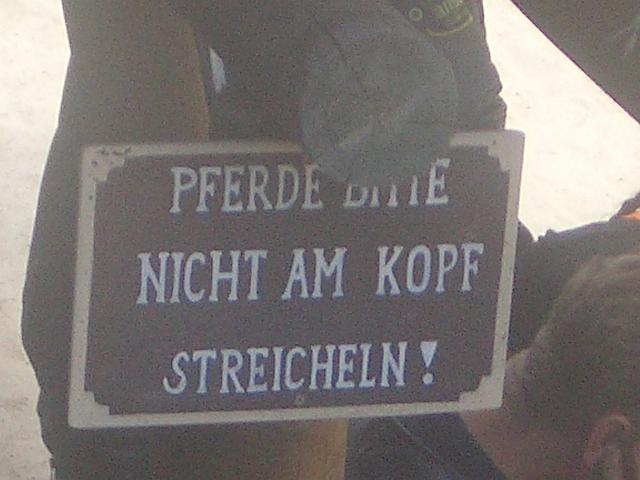 PFERDE BITTE
NICHT AM KOPF
STREICHELN!